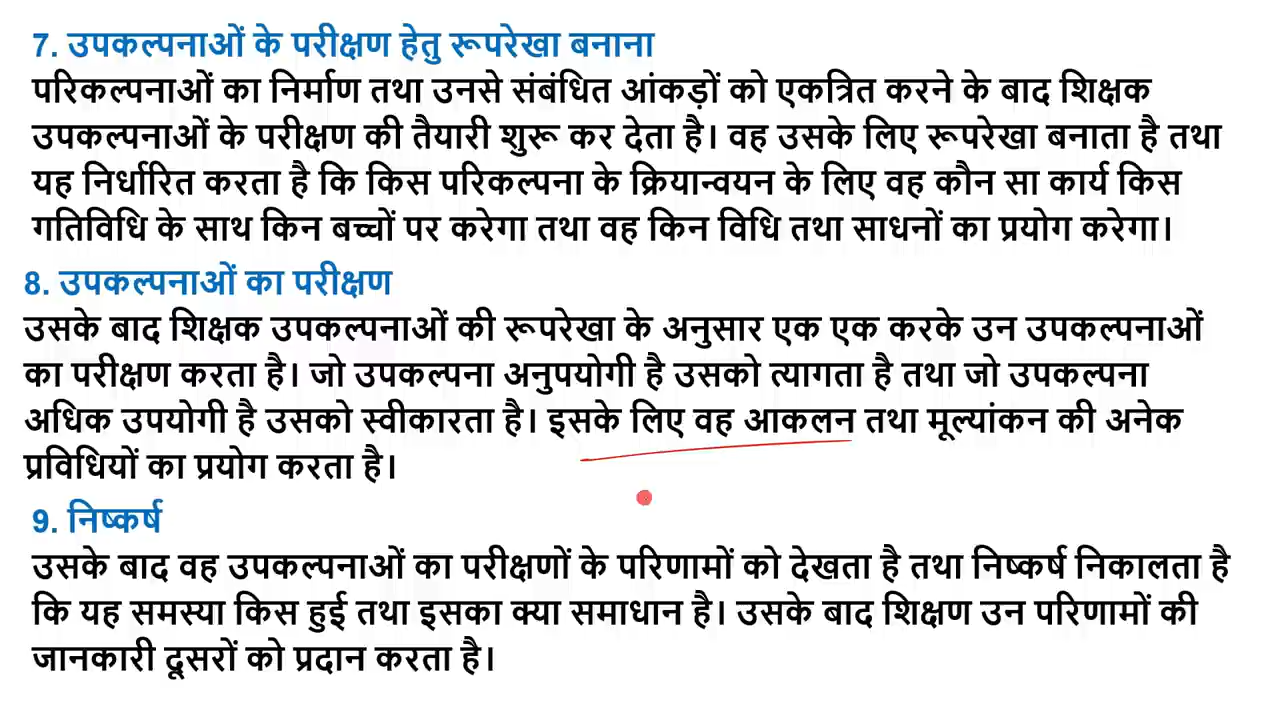 7. उपकल्पनाओं के परीक्षण हेतु रूपरेखा बनाना
परिकल्पनाओं का निर्माण तथा उनसे संबंधित आंकड़ों को एकत्रित करने के बाद शिक्षक
उपकल्पनाओं के परीक्षण की तैयारी शुरू कर देता है। वह उसके लिए रूपरेखा बनाता है तथा
यह निर्धारित करता है कि किस परिकल्पना के क्रियान्वयन के लिए वह कौन सा कार्य किस
गतिविधि के साथ किन बच्चों पर करेगा तथा वह किन विधि तथा साधनों का प्रयोग करेगा।
8. उपकल्पनाओं का परीक्षण
उसके बाद शिक्षक उपकल्पनाओं की रूपरेखा के अनुसार एक एक करके उन उपकल्पनाओं
का परीक्षण करता है। जो उपकल्पना अनुपयोगी है उसको त्यागता है तथा जो उपकल्पना
अधिक उपयोगी है उसको स्वीकारता है। इसके लिए वह आकलन तथा मूल्यांकन की अनेक
प्रविधियों का प्रयोग करता है।
9. निष्कर्ष
उसके बाद वह उपकल्पनाओं का परीक्षणों के परिणामों को देखता है तथा निष्कर्ष निकालता है
कि यह समस्या किस हुई तथा इसका क्या समाधान है। उसके बाद शिक्षण उन परिणामों की
जानकारी दूसरों को प्रदान करता है।